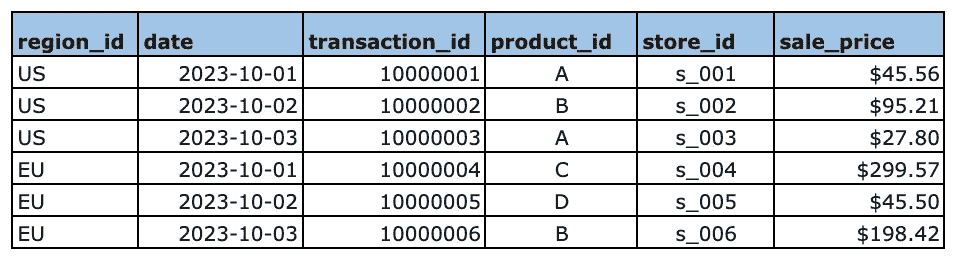 region_id date transaction_id product_id store_id sale_price
US 2023-10-01 10000001 A s_001 $45.56
US 2023-10-02 10000002 B s_002 $95.21
US 2023-10-03 10000003 A s_003 $27.80
EU 2023-10-01 10000004 C s_004 $299.57
EU 2023-10-02 10000005 D s_005 $45.50
EU 2023-10-03 10000006 B s_006 $198.42